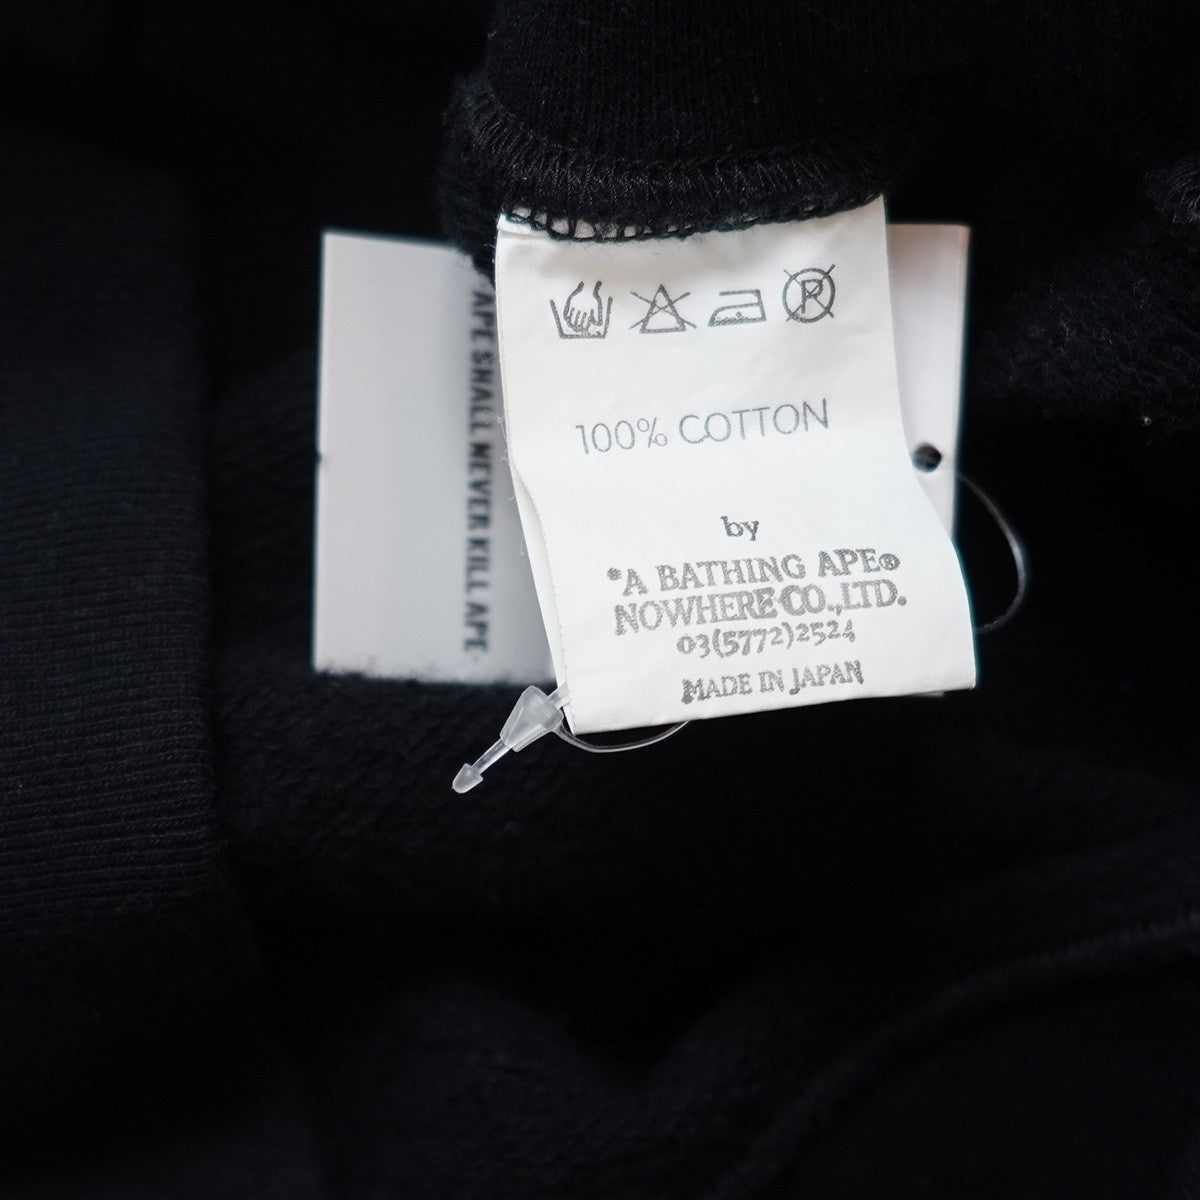 APE SHALL NEVER KILL APE.
P
100% COTTON
by
*A BATHING APE®
NOWHERE CO.,LTD.
03(5772)2524
MADE IN JAPAN